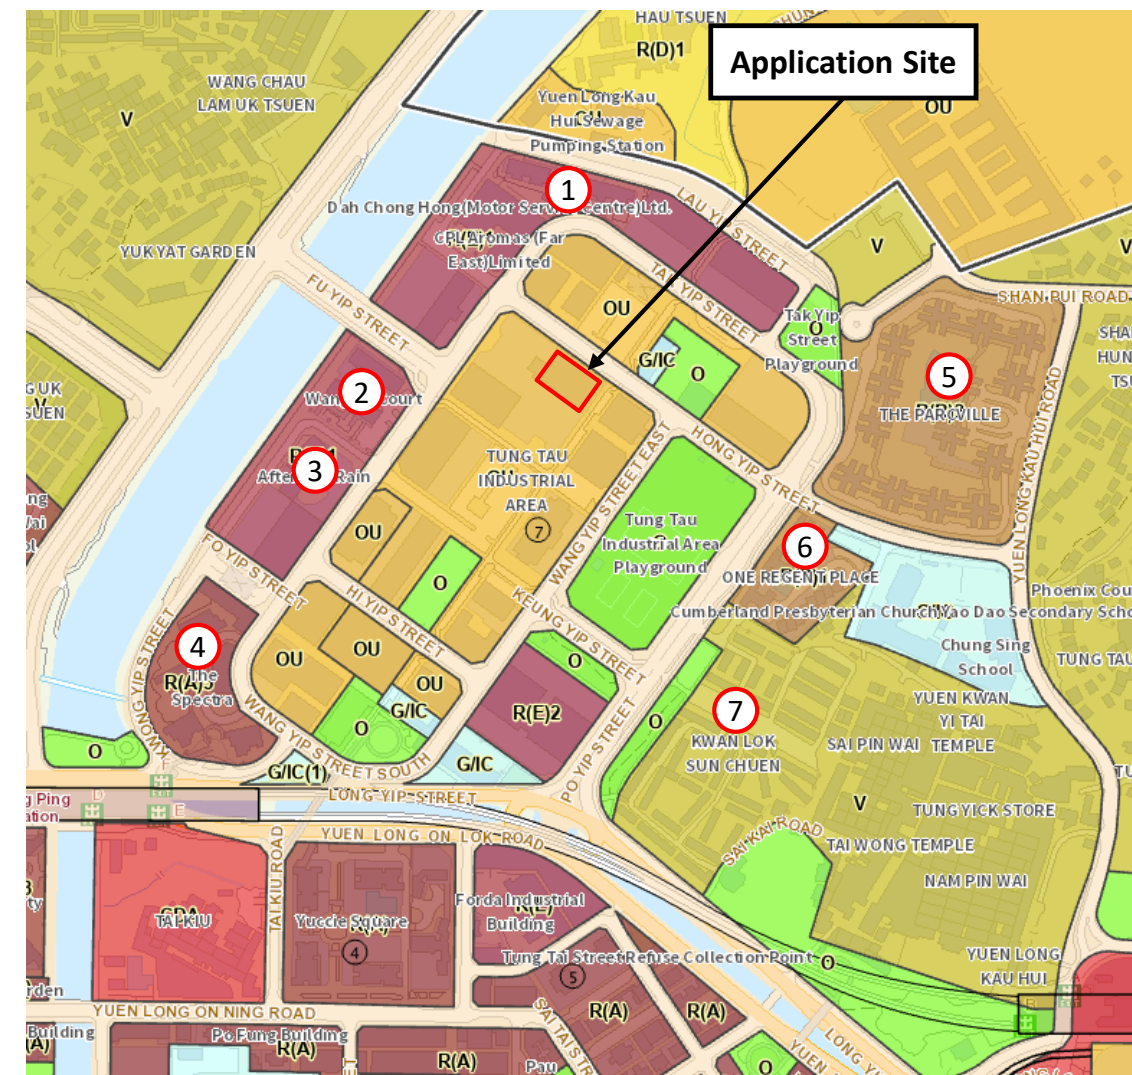 HAU TSUEN
R(D)1
Application Site
OU
WANG CHAU
LAM UK TSUEN
V
Yuen Long Kau
Hui Sewage
Pumping Station
1
LAU YIP STREET
Dah Chong Hong(Motor Service Centre)Ltd.
CPL Aromas (Far
East)Limited
YUK YAT GARDEN
V
V
FU YIP STREET
TAK YIP STREET
SHAN PUI ROAD
OU
Tak Yip
Street
Playground
O
G/IC
O
2
5
THE PARCVILLE
3
TUNG TAU
INDUSTRIAL
AREA
7
HONG YIP STREET
WANG YIP STREET EAST
YUEN LONG KAU HUI ROAD
Tung Tau
Industrial Area
Playground
OU
FO YIP STREET
O
HI YIP STREET
KEUNG YIP STREET
6
ONE REGENT PLACE
Cumberland Presbyterian Church Yao Dao Secondary
Chung Sing
School
TUNG TAU
4
The
Spectra
OU
OU
OU
O
R(E)2
G/IC
G/IC
O
G/IC(1)
WANG YIP STREET SOUTH
PO YIP STREET
O
O
7
KWAN LOK
SUN CHUEN
YUEN KWAN
YI TAI
TEMPLE
SAI PIN WAI
V
TUNG YICK STORE
TAI WONG TEMPLE
NAM PIN WAI
SAI KAI ROAD
LONG YIP STREET
YUEN LONG ON LOK ROAD
D
E
TAI KIU ROAD
TAI KIU
Yuccie Square
4
Forda Industrial
Building
Tung Tai Street Refuse Collection Point
5
O
YUEN LONG
KAU HUI
B
YUEN LONG ON NING ROAD
R(A)
R(A)
Building
Po Fung Building
R(A)
R(A)
Pau
O